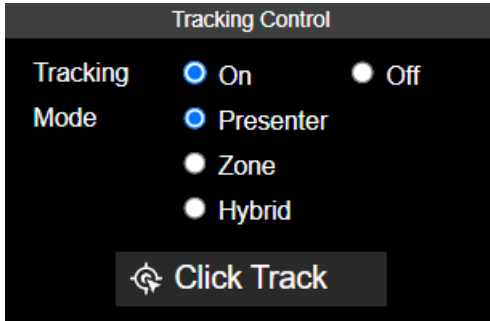 Tracking Control
Tracking On Off
Mode Presenter
Zone
Hybrid
Click Track